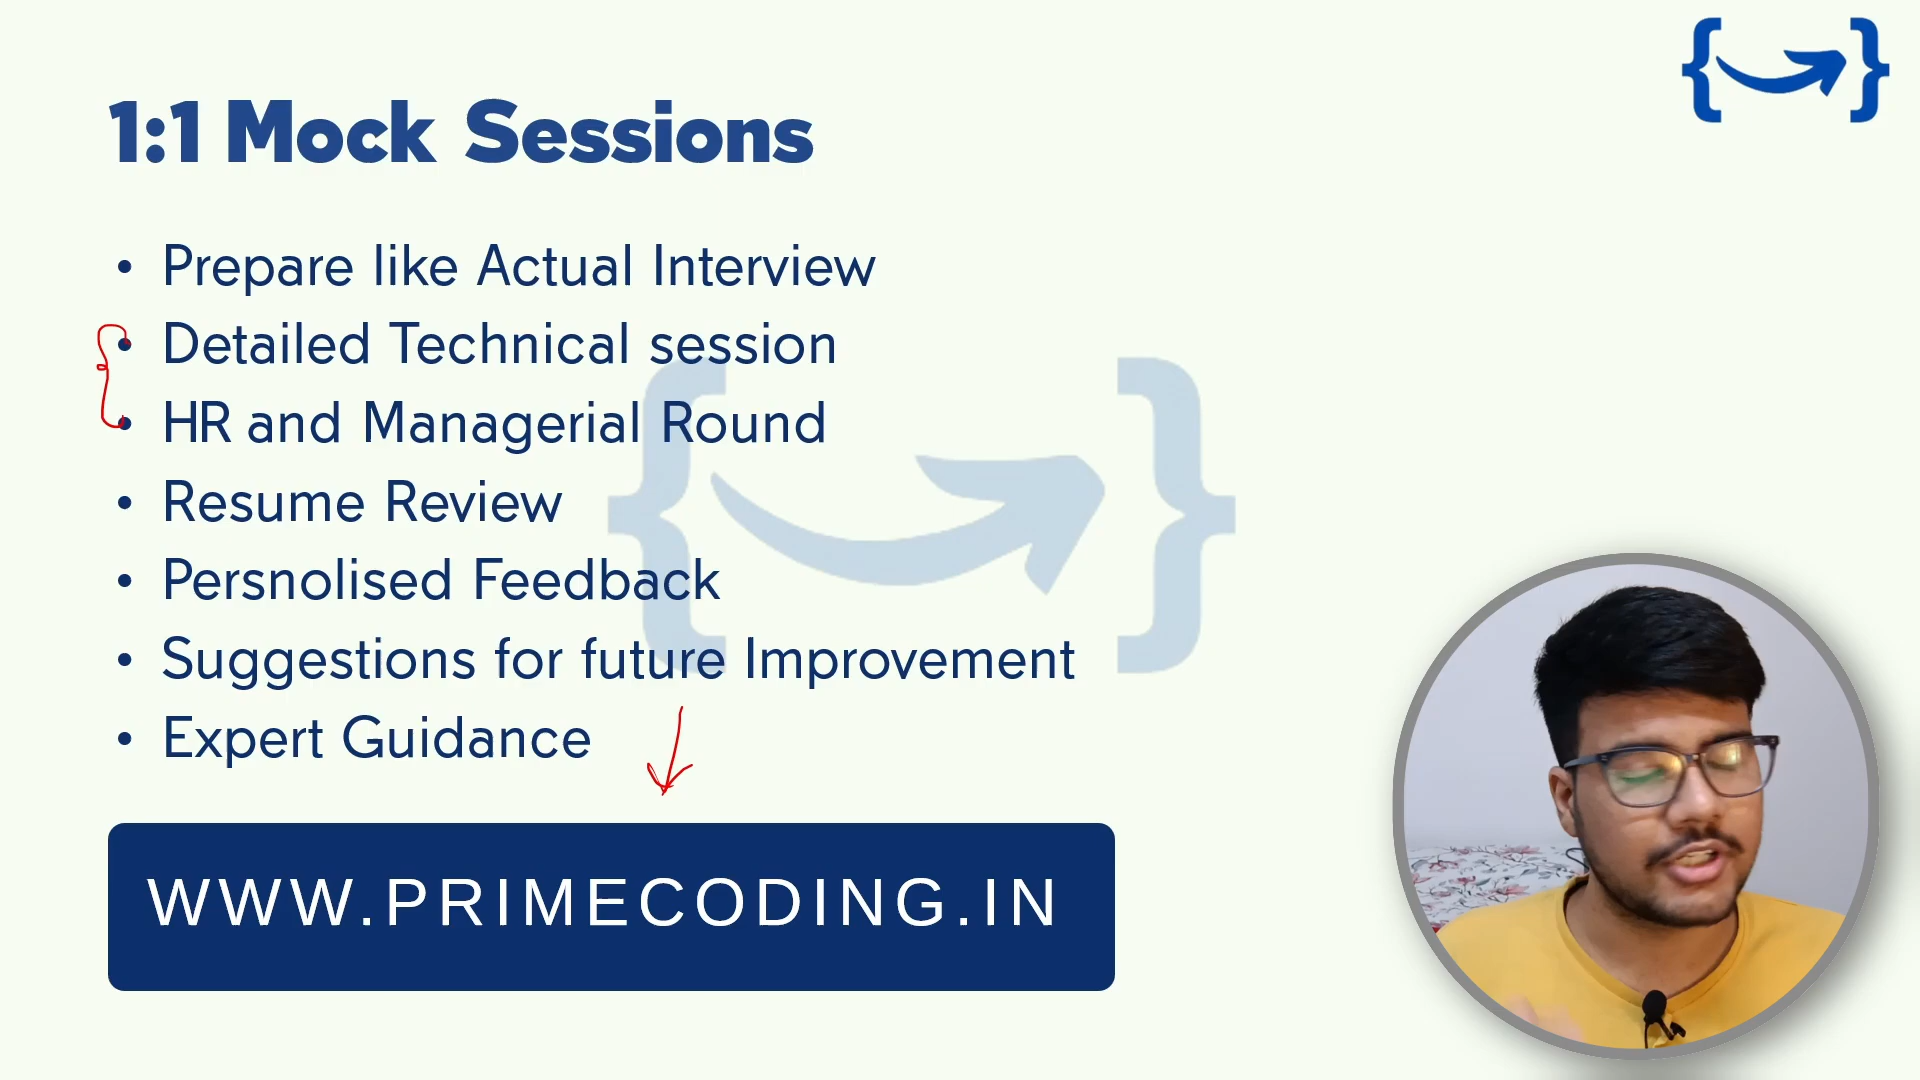 1:1 Mock Sessions
• Prepare like Actual Interview
• Detailed Technical session
• HR and Managerial Round
• Resume Review
• Persnolised Feedback
• Suggestions for future Improvement
• Expert Guidance
WWW.PRIMECODING.IN